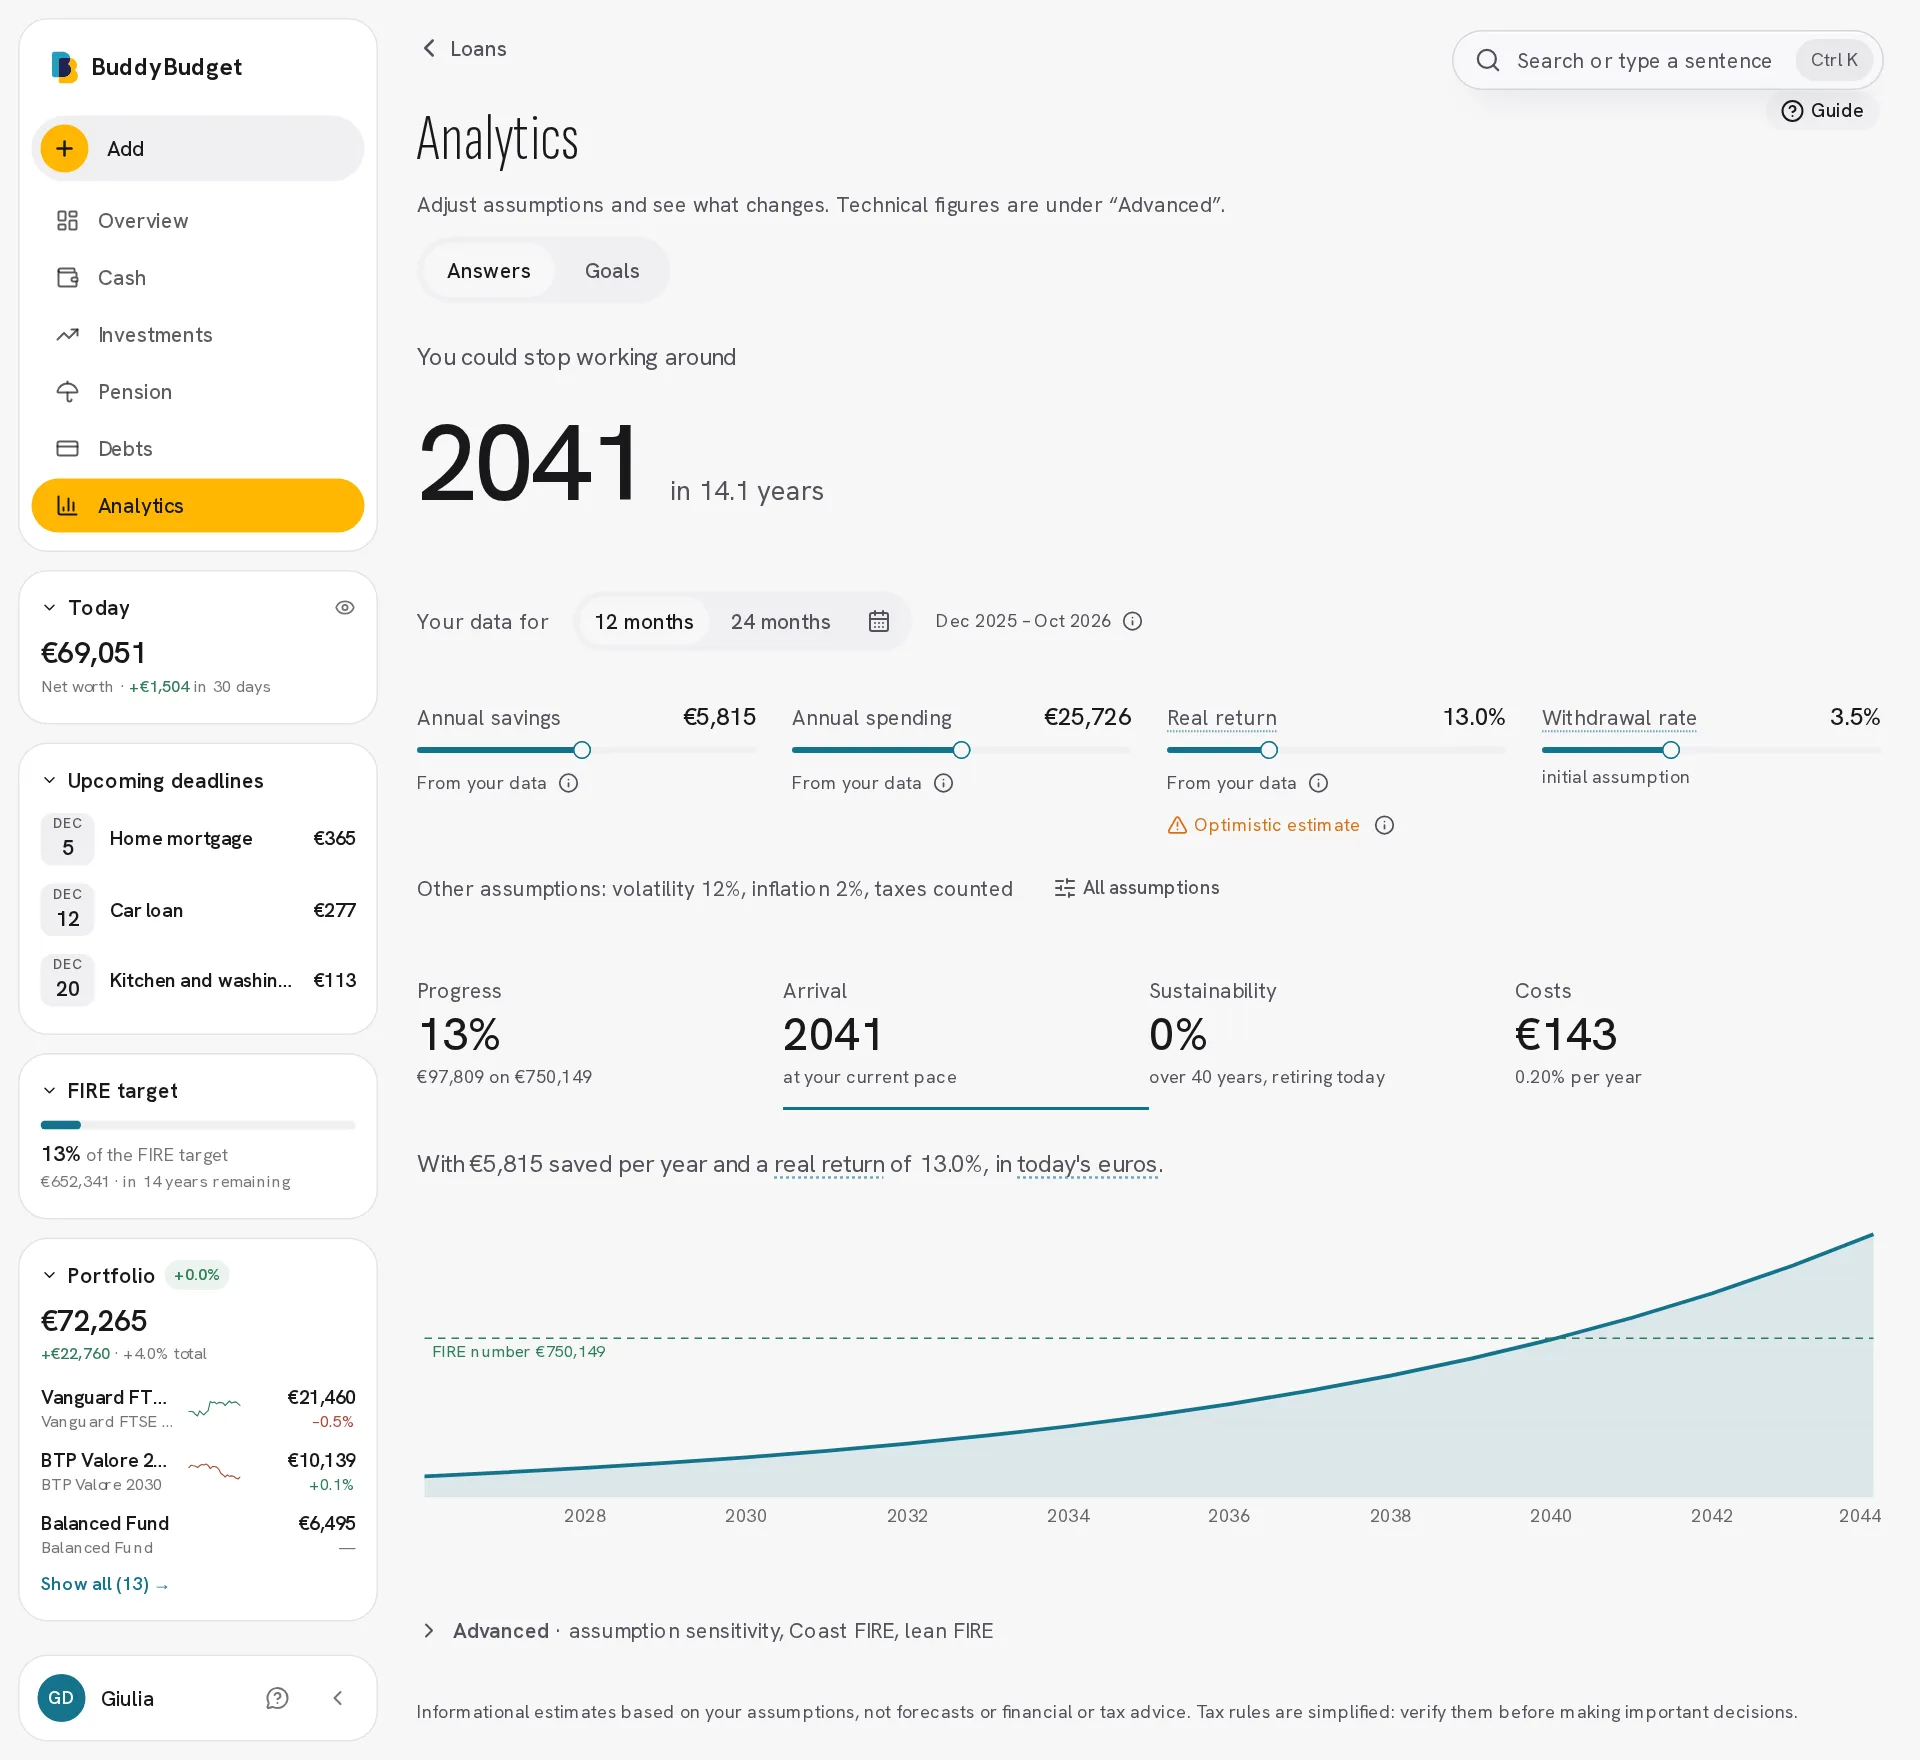 BuddyBudget
Add
Overview
Cash
Investments
Pension
Debts
Analytics
Today
€69,051
Net worth · +€1,504 in 30 days
Upcoming deadlines
DEC
5
Home mortgage
€365
DEC
12
Car loan
€277
DEC
20
Kitchen and washin...
€113
FIRE target
13% of the FIRE target
€652,341 · in 14 years remaining
Portfolio
+0.0%
€72,265
+€22,760 · +4.0% total
Vanguard FT...
€21,460
Vanguard FTSE ...
−0.5%
BTP Valore 2...
€10,139
BTP Valore 2030
+0.1%
Balanced Fund
€6,495
Balanced Fund
—
Show all (13) →
GD
Giulia
Loans
Search or type a sentence
Ctrl K
Guide
Analytics
Adjust assumptions and see what changes. Technical figures are under “Advanced”.
Answers
Goals
You could stop working around
2041
in 14.1 years
Your data for
12 months
24 months
Dec 2025 – Oct 2026
Annual savings
€5,815
From your data
Annual spending
€25,726
From your data
Real return
13.0%
From your data
Optimistic estimate
Withdrawal rate
3.5%
initial assumption
Other assumptions: volatility 12%, inflation 2%, taxes counted
All assumptions
Progress
13%
€97,809 on €750,149
Arrival
2041
at your current pace
Sustainability
0%
over 40 years, retiring today
Costs
€143
0.20% per year
With €5,815 saved per year and a real return of 13.0%, in today's euros.
FIRE number €750,149
2028
2030
2032
2034
2036
2038
2040
2042
2044
Advanced · assumption sensitivity, Coast FIRE, lean FIRE
Informational estimates based on your assumptions, not forecasts or financial or tax advice. Tax rules are simplified: verify them before making important decisions.